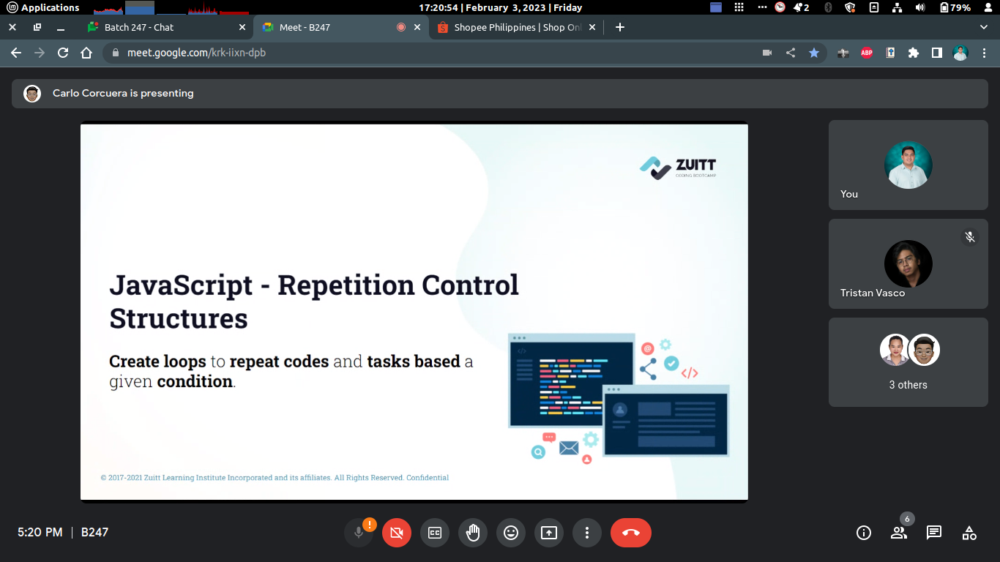 Applications
17:20:54 | February 3, 2023 | Friday
2
79%
Batch 247 - Chat
Meet - B247
Shopee Philippines | Shop Onl
meet.google.com/krk-iixn-dpb
ABP
Carlo Corcuera is presenting
ZUITT
CODING BOOTCAMP
JavaScript - Repetition Control
Structures
Create loops to repeat codes and tasks based a
given condition.
© 2017-2021 Zuitt Learning Institute Incorporated and its affiliates. All Rights Reserved. Confidential
You
Tristan Vasco
3 others
5:20 PM | B247
6